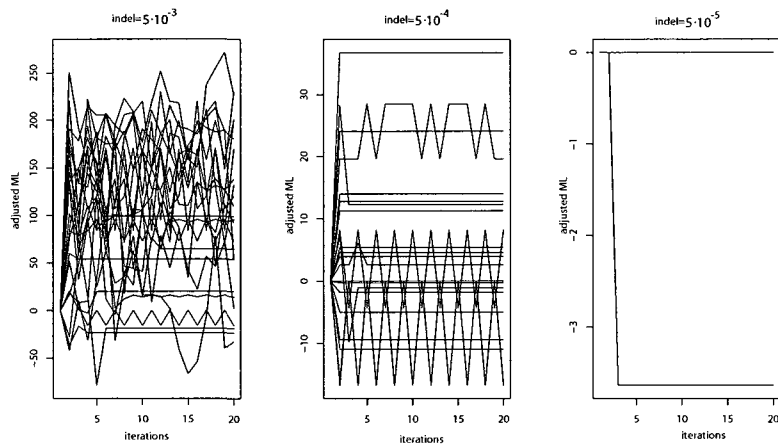 indel=5·10⁻³
adjusted ML
250
200
150
100
50
0
−50
5 10 15 20
iterations
indel=5·10⁻⁴
adjusted ML
30
20
10
0
−10
5 10 15 20
iterations
indel=5·10⁻⁵
adjusted ML
0
−1
−2
−3
5 10 15 20
iterations